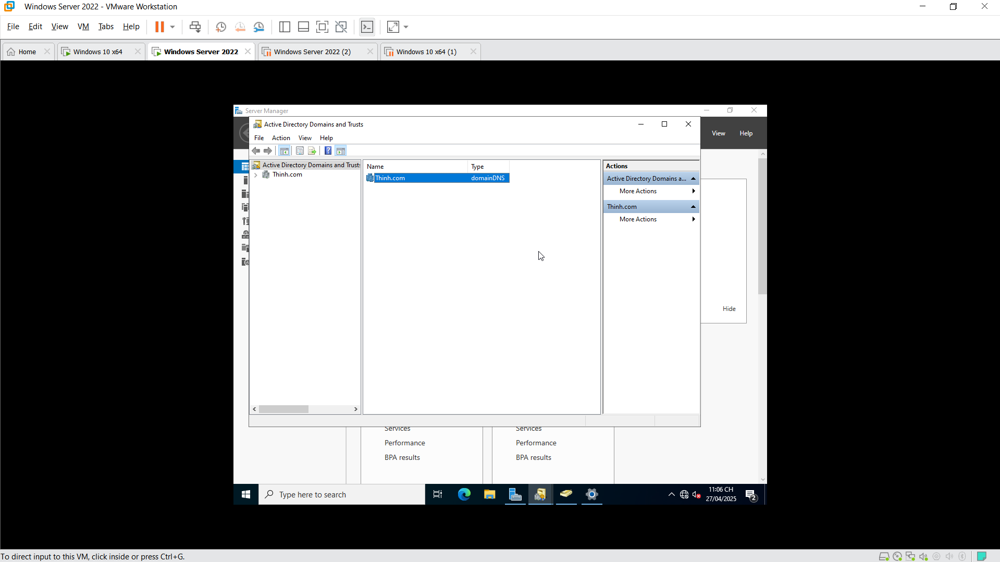 Windows Server 2022 - VMware Workstation
File Edit View VM Tabs Help
Home
Windows 10 x64
Windows Server 2022
Windows Server 2022 (2)
Windows 10 x64 (1)
Server Manager
View Help
Active Directory Domains and Trusts
File Action View Help
Active Directory Domains and Trusts
Thinh.com
Name Type
Thinh.com domainDNS
Actions
Active Directory Domains a...
More Actions
Thinh.com
More Actions
Hide
Services
Performance
BPA results
Services
Performance
BPA results
Type here to search
11:06 CH
27/04/2025
2
To direct input to this VM, click inside or press Ctrl+G.